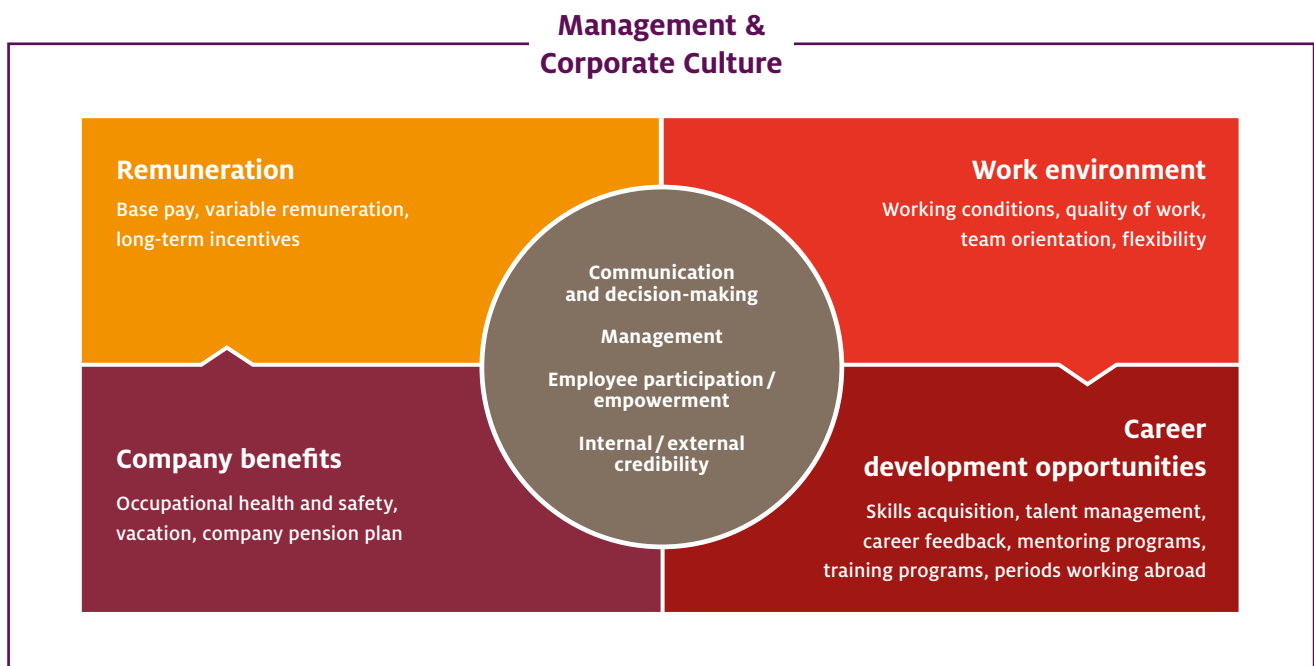 Management &
Corporate Culture
Remuneration
Base pay, variable remuneration,
long-term incentives
Work environment
Working conditions, quality of work,
team orientation, flexibility
Communication
and decision-making
Management
Employee participation /
empowerment
Internal / external
credibility
Company benefits
Occupational health and safety,
vacation, company pension plan
Career
development opportunities
Skills acquisition, talent management,
career feedback, mentoring programs,
training programs, periods working abroad